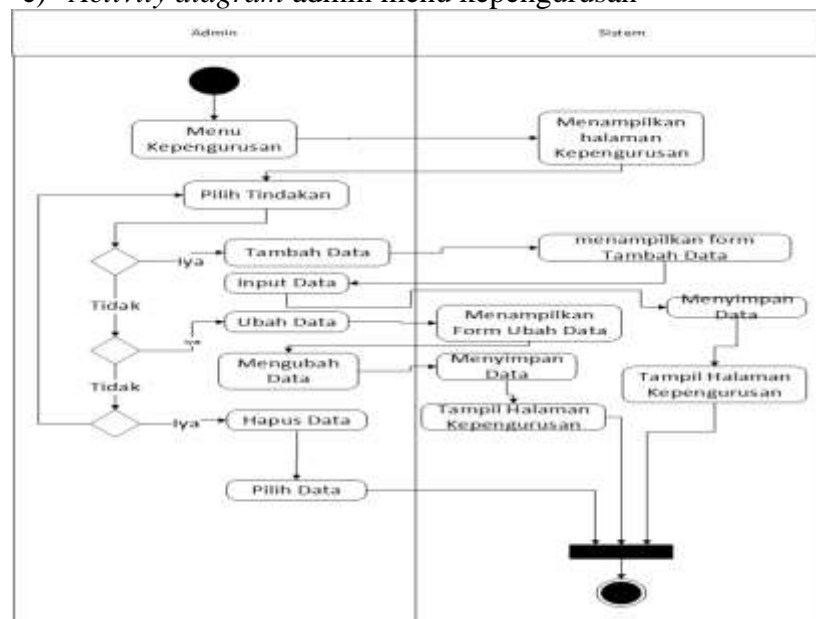 e) Activity diagram admin menu kepengurusan
Admin
Sistem
Menu
Kepengurusan
Menampilkan
halaman
Kepengurusan
Pilih Tindakan
Iya
Tambah Data
menampilkan form
Tambah Data
Input Data
Tidak
Menyimpan
Data
Iya
Ubah Data
Menampilkan
Form Ubah Data
Mengubah
Data
Menyimpan
Data
Tidak
Tampil Halaman
Kepengurusan
Iya
Hapus Data
Tampil Halaman
Kepengurusan
Pilih Data